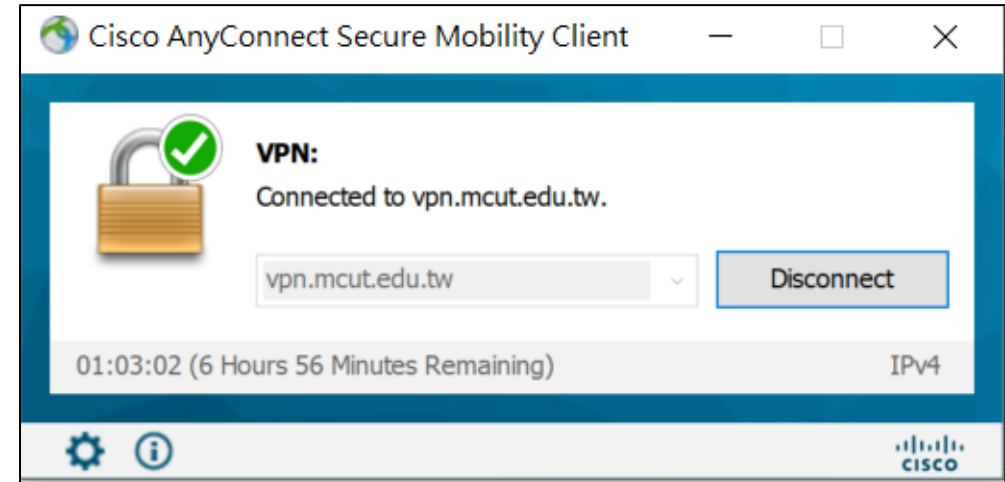 Cisco AnyConnect Secure Mobility Client
VPN:
Connected to vpn.mcut.edu.tw.
vpn.mcut.edu.tw
Disconnect
01:03:02 (6 Hours 56 Minutes Remaining)
IPv4
CISCO